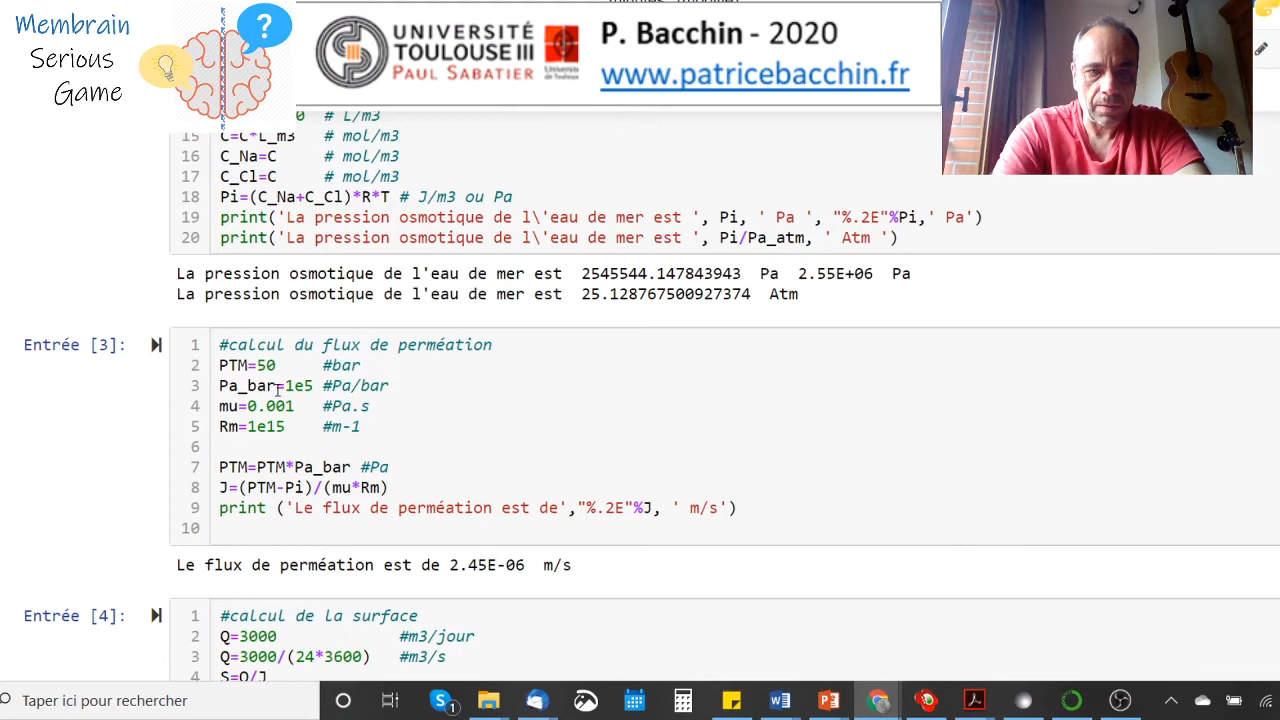 Membrain
Serious
Game
?
UNIVERSITÉ
TOULOUSE III
PAUL SABATIER
Université
de Toulouse
P. Bacchin - 2020
www.patricebacchin.fr
0 # L/m3
15 C=C*L_m3 # mol/m3
16 C_Na=C # mol/m3
17 C_Cl=C # mol/m3
18 Pi=(C_Na+C_Cl)*R*T # J/m3 ou Pa
19 print('La pression osmotique de l\'eau de mer est ', Pi, ' Pa ', "%.2E"%Pi,' Pa')
20 print('La pression osmotique de l\'eau de mer est ', Pi/Pa_atm, ' Atm ')
La pression osmotique de l'eau de mer est 2545544.147843943 Pa 2.55E+06 Pa
La pression osmotique de l'eau de mer est 25.128767500927374 Atm
Entrée [3]:
1 #calcul du flux de perméation
2 PTM=50 #bar
3 Pa_bar=1e5 #Pa/bar
4 mu=0.001 #Pa.s
5 Rm=1e15 #m-1
6
7 PTM=PTM*Pa_bar #Pa
8 J=(PTM-Pi)/(mu*Rm)
9 print ('Le flux de perméation est de',"%.2E"%J, ' m/s')
10
Le flux de perméation est de 2.45E-06 m/s
Entrée [4]:
1 #calcul de la surface
2 Q=3000 #m3/jour
3 Q=3000/(24*3600) #m3/s
4 S=Q/J
Taper ici pour rechercher
1